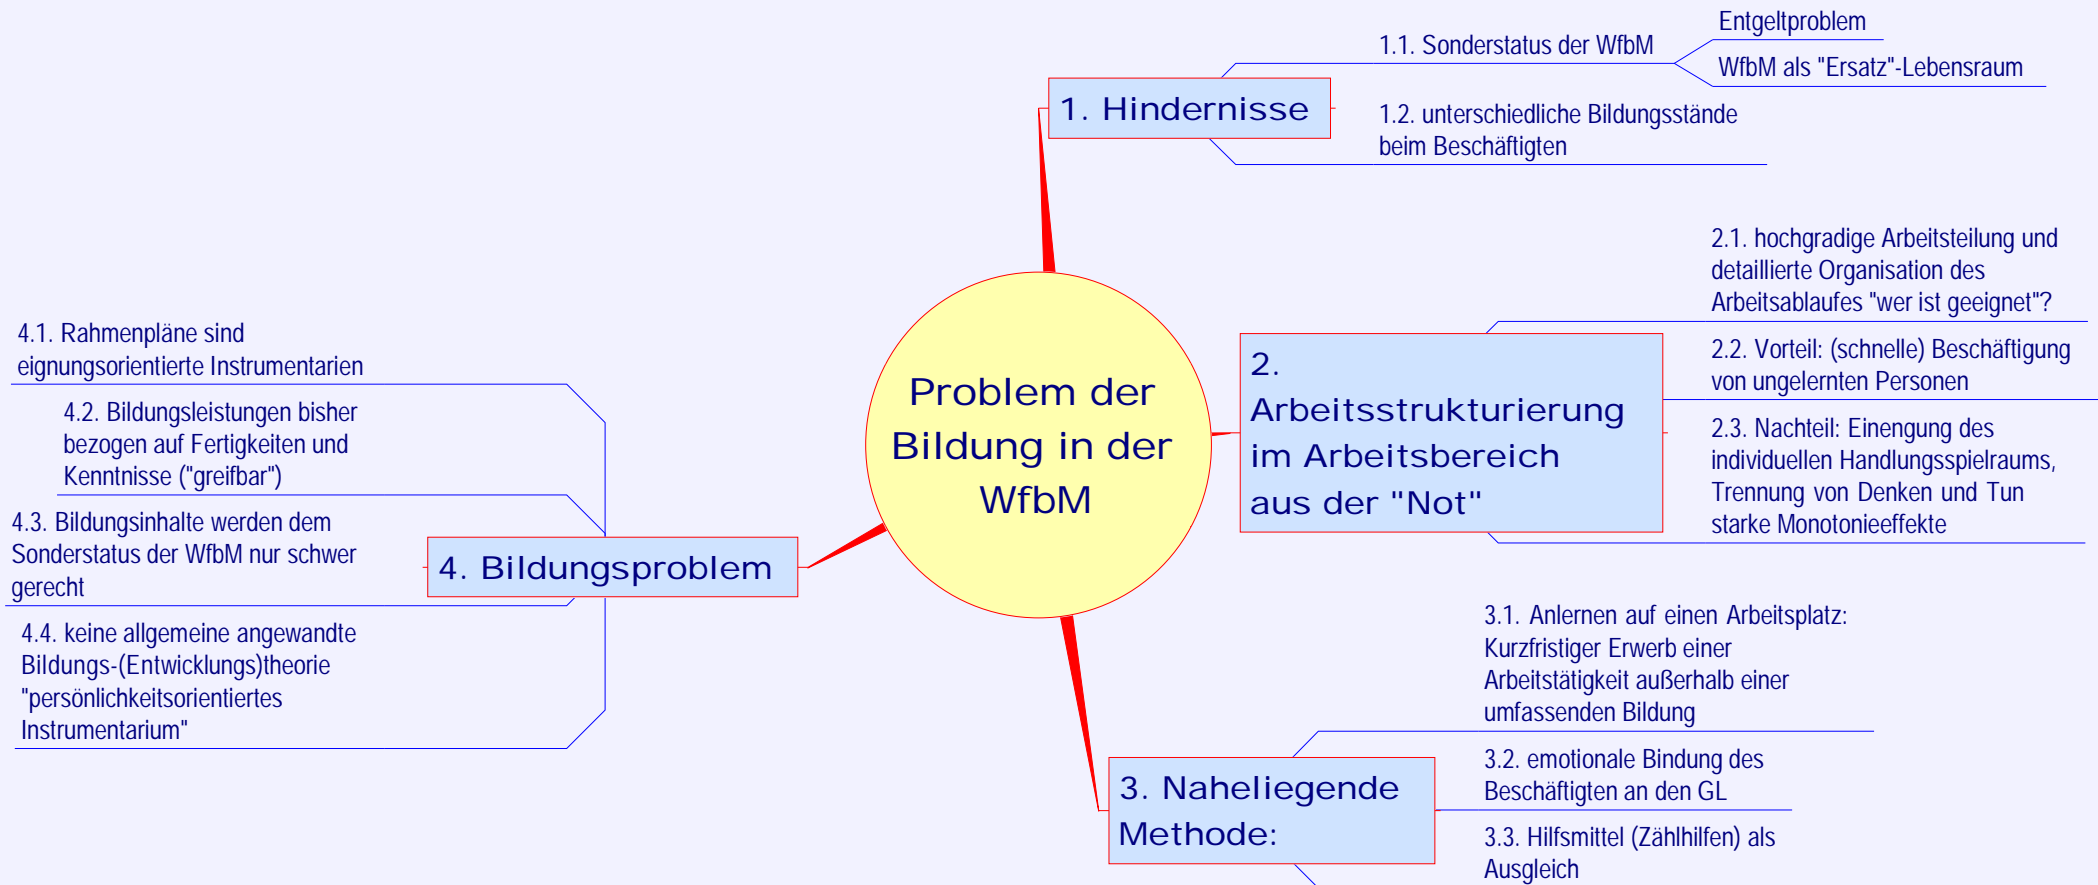 Problem der
Bildung in der
WfbM
1. Hindernisse
1.1. Sonderstatus der WfbM
Entgeltproblem
WfbM als "Ersatz"-Lebensraum
1.2. unterschiedliche Bildungsstände
beim Beschäftigten
2.
Arbeitsstrukturierung
im Arbeitsbereich
aus der "Not"
2.1. hochgradige Arbeitsteilung und
detaillierte Organisation des
Arbeitsablaufes "wer ist geeignet"?
2.2. Vorteil: (schnelle) Beschäftigung
von ungelernten Personen
2.3. Nachteil: Einengung des
individuellen Handlungsspielraums,
Trennung von Denken und Tun
starke Monotonieeffekte
3. Naheliegende
Methode:
3.1. Anlernen auf einen Arbeitsplatz:
Kurzfristiger Erwerb einer
Arbeitstätigkeit außerhalb einer
umfassenden Bildung
3.2. emotionale Bindung des
Beschäftigten an den GL
3.3. Hilfsmittel (Zählhilfen) als
Ausgleich
4. Bildungsproblem
4.1. Rahmenpläne sind
eignungsorientierte Instrumentarien
4.2. Bildungsleistungen bisher
bezogen auf Fertigkeiten und
Kenntnisse ("greifbar")
4.3. Bildungsinhalte werden dem
Sonderstatus der WfbM nur schwer
gerecht
4.4. keine allgemeine angewandte
Bildungs-(Entwicklungs)theorie
"persönlichkeitsorientiertes
Instrumentarium"